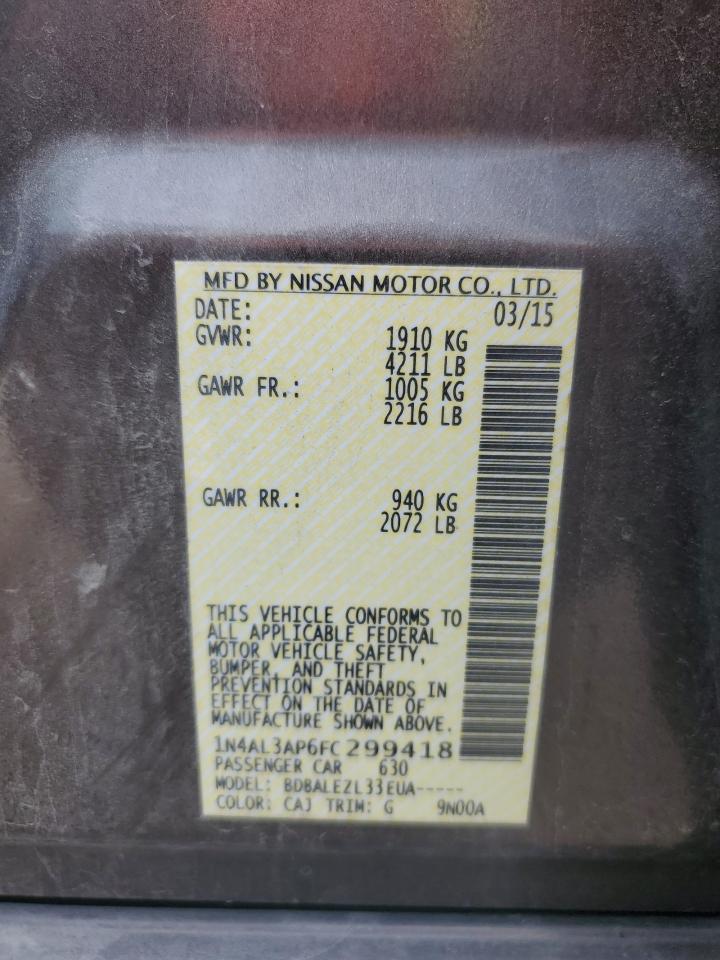 MFD BY NISSAN MOTOR CO., LTD.
DATE: 03/15
GVWR: 1910 KG
4211 LB
GAWR FR.: 1005 KG
2216 LB
GAWR RR.: 940 KG
2072 LB
THIS VEHICLE CONFORMS TO
ALL APPLICABLE FEDERAL
MOTOR VEHICLE SAFETY,
BUMPER, AND THEFT
PREVENTION STANDARDS IN
EFFECT ON THE DATE OF
MANUFACTURE SHOWN ABOVE.
1N4AL3AP6FC299418
PASSENGER CAR 630
MODEL: BDBALEZL33EUA-----
COLOR: CAJ TRIM: G 9N00A